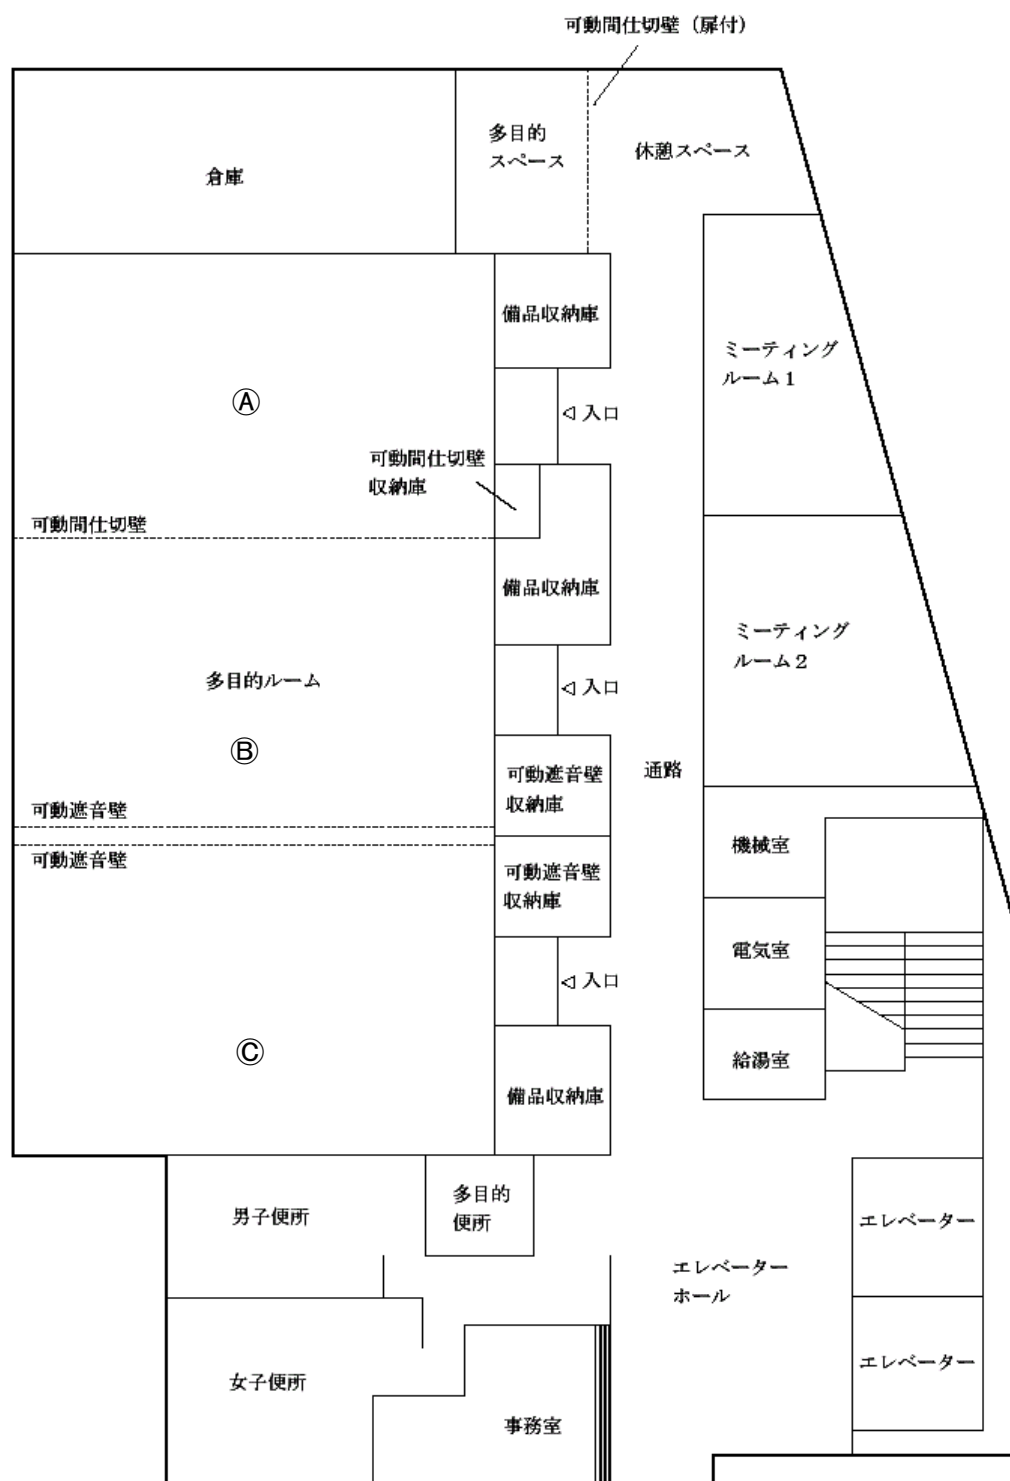 可動間仕切壁（扉付）
多目的
スペース
休憩スペース
倉庫
備品収納庫
ミーティング
ルーム１
Ⓐ
◁ 入口
可動間仕切壁
収納庫
可動間仕切壁
備品収納庫
ミーティング
ルーム２
多目的ルーム
◁ 入口
Ⓑ
可動遮音壁
収納庫
通路
可動遮音壁
可動遮音壁
可動遮音壁
収納庫
機械室
電気室
◁ 入口
Ⓒ
給湯室
備品収納庫
男子便所
多目的
便所
エレベーター
エレベーター
ホール
女子便所
エレベーター
事務室